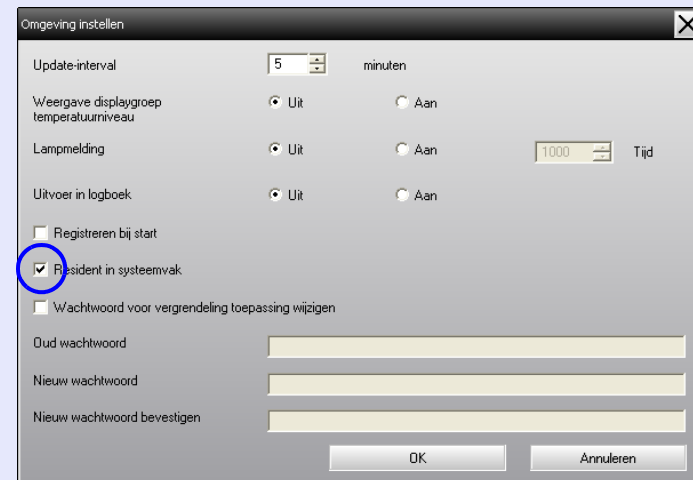 Omgeving instellen
Update-interval 5 minuten
Weergave displaygroep
temperatuurniveau Uit Aan
Lampmelding Uit Aan 1000 Tijd
Uitvoer in logboek Uit Aan
Registreren bij start
Resident in systeemvak
Wachtwoord voor vergrendeling toepassing wijzigen
Oud wachtwoord
Nieuw wachtwoord
Nieuw wachtwoord bevestigen
OK Annuleren